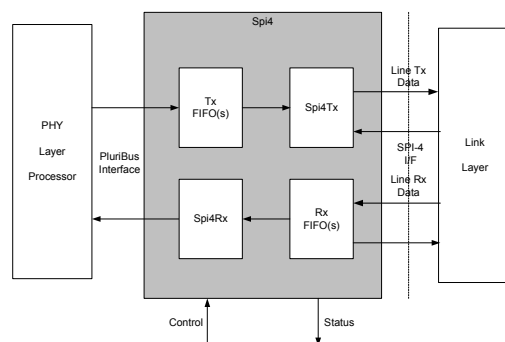 Spi4
PHY
Layer
Processor
PluriBus
Interface
Tx
FIFO(s)
Spi4Tx
Line Tx
Data
SPI-4
I/F
Line Rx
Data
Link
Layer
Spi4Rx
Rx
FIFO(s)
Control
Status